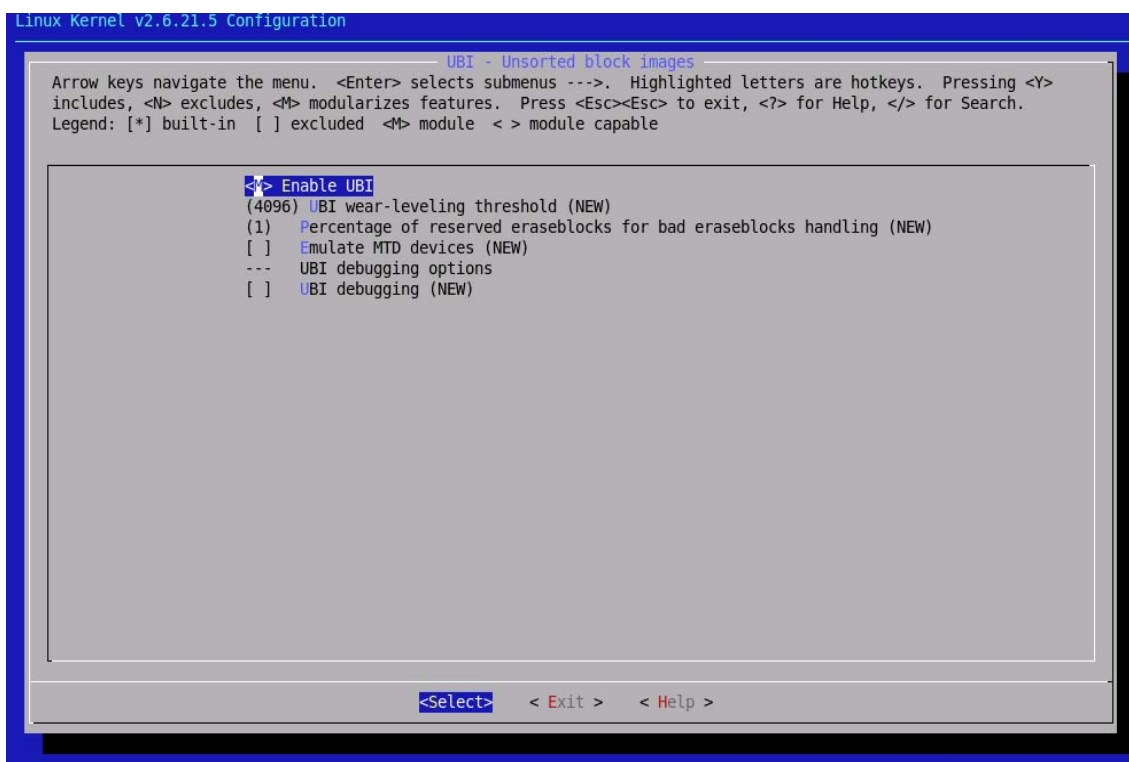 Linux Kernel v2.6.21.5 Configuration
UBI - Unsorted block images
Arrow keys navigate the menu. <Enter> selects submenus --->. Highlighted letters are hotkeys. Pressing <Y>
includes, <N> excludes, <M> modularizes features. Press <Esc><Esc> to exit, <?> for Help, </> for Search.
Legend: [*] built-in [ ] excluded <M> module < > module capable
<M> Enable UBI
(4096) UBI wear-leveling threshold (NEW)
(1) Percentage of reserved eraseblocks for bad eraseblocks handling (NEW)
[ ] Emulate MTD devices (NEW)
--- UBI debugging options
[ ] UBI debugging (NEW)
<Select> < Exit > < Help >